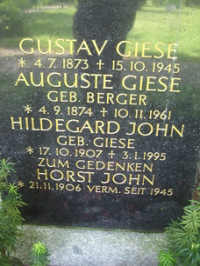 GUSTAV GIESE
* 4.7.1873 + 15.10.1945
AUGUSTE GIESE
GEB. BERGER
* 4.9.1874 + 10.11.1961
HILDEGARD JOHN
GEB. GIESE
* 17.10.1907 + 3.1.1995
ZUM GEDENKEN
HORST JOHN
* 21.11.1906 VERM. SEIT 1945